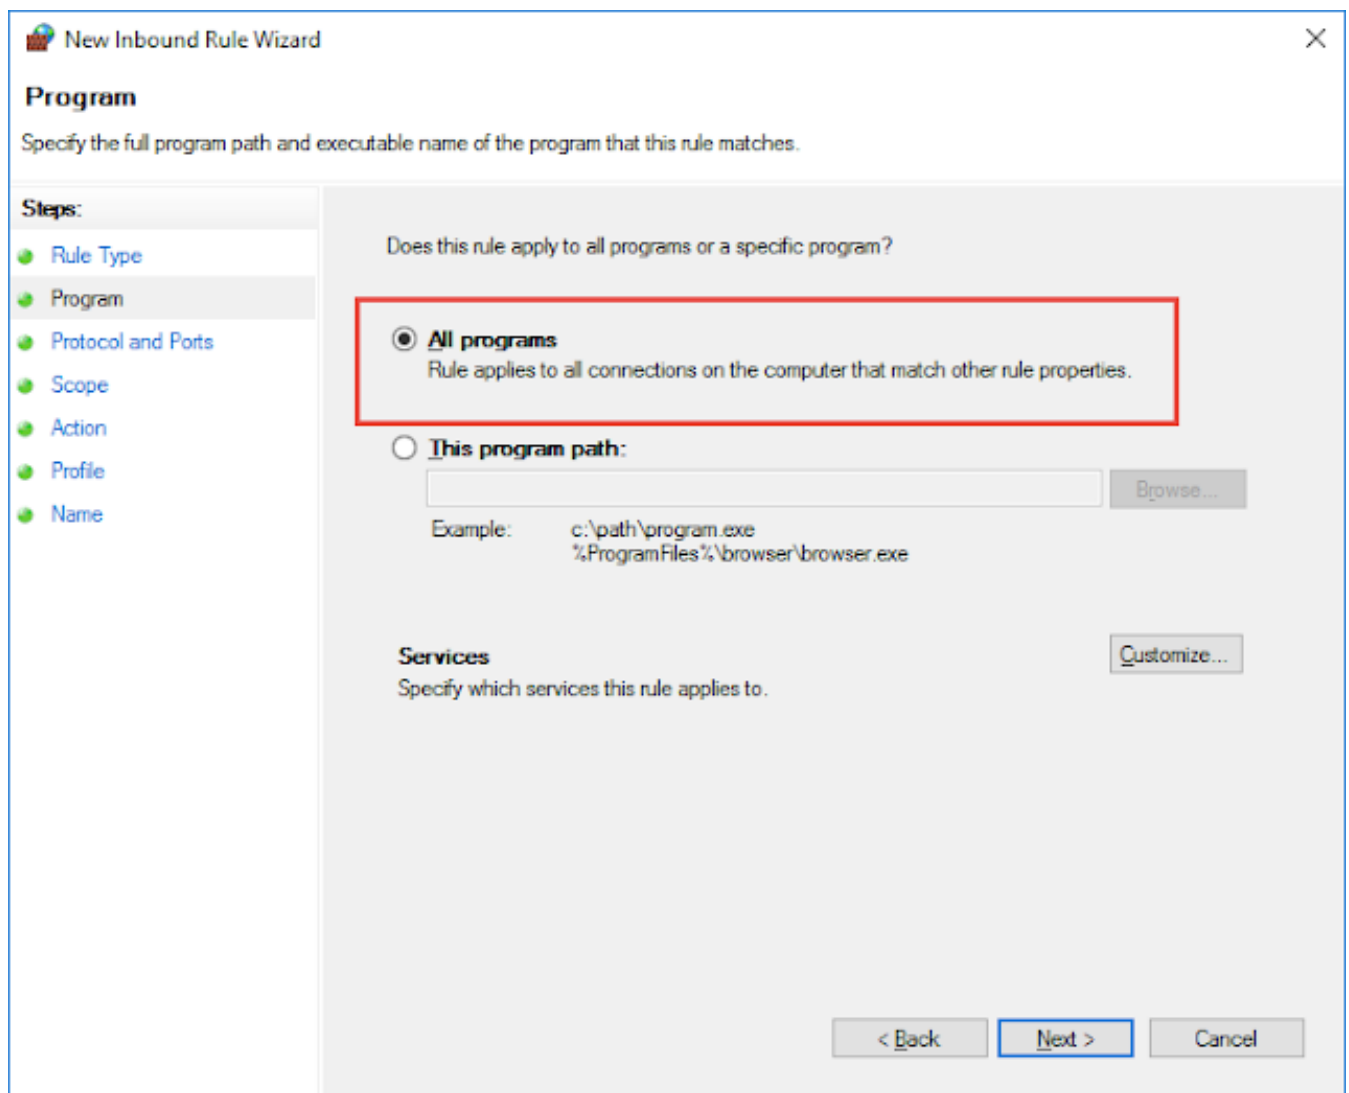 New Inbound Rule Wizard
Program
Specify the full program path and executable name of the program that this rule matches.
Steps:
Rule Type
Program
Protocol and Ports
Scope
Action
Profile
Name
Does this rule apply to all programs or a specific program?
All programs
Rule applies to all connections on the computer that match other rule properties.
This program path:
Browse...
Example: c:\path\program.exe
%ProgramFiles%\browser\browser.exe
Services
Customize...
Specify which services this rule applies to.
< Back Next > Cancel